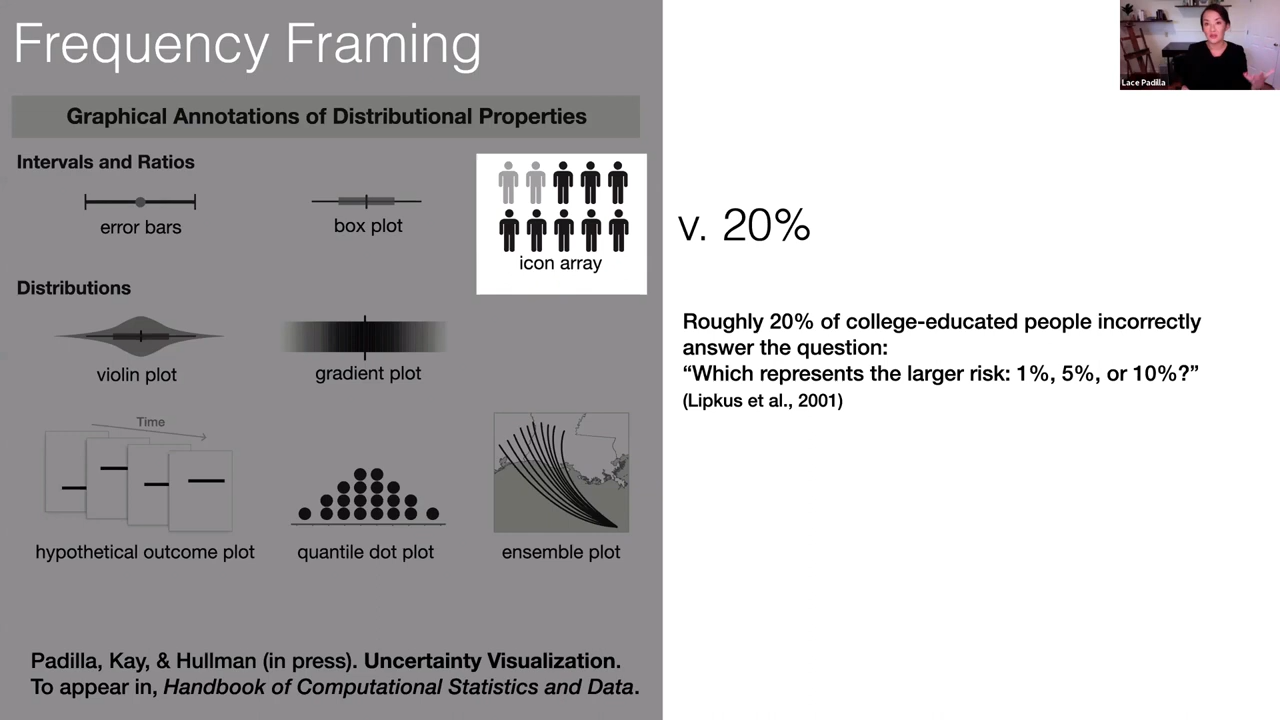 Frequency Framing
Graphical Annotations of Distributional Properties
Intervals and Ratios
error bars
box plot
icon array
Distributions
violin plot
gradient plot
Time
hypothetical outcome plot
quantile dot plot
ensemble plot
Padilla, Kay, & Hullman (in press). Uncertainty Visualization.
To appear in, Handbook of Computational Statistics and Data.
v. 20%
Roughly 20% of college-educated people incorrectly
answer the question:
“Which represents the larger risk: 1%, 5%, or 10%?”
(Lipkus et al., 2001)
Lace Padilla